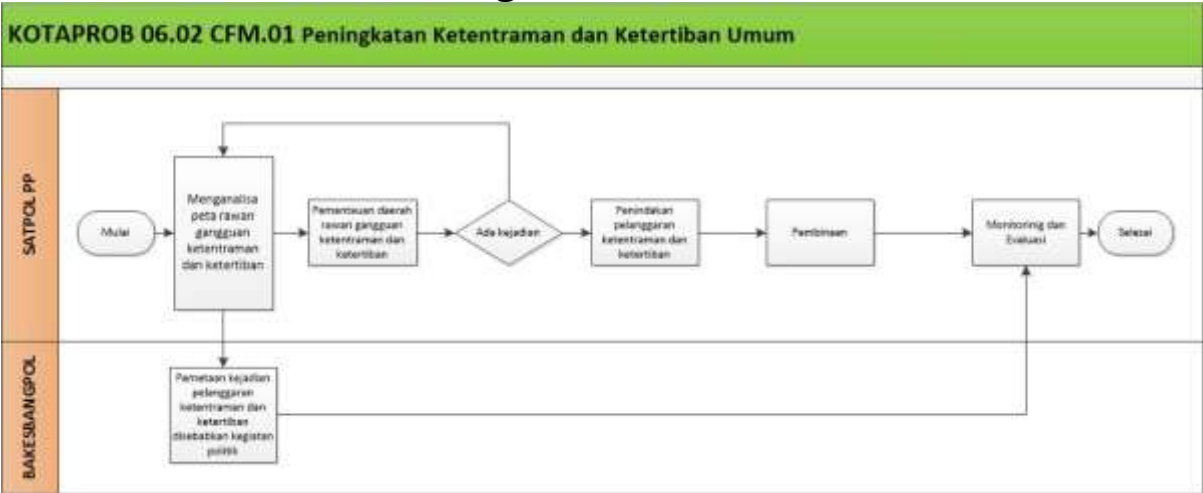 KOTAPROB 06.02 CFM.01 Peningkatan Ketentraman dan Ketertiban Umum
SATPOL PP
Mulai
Menganalisa
peta rawan
gangguan
ketentraman
dan ketertiban
Pemantauan daerah
rawan gangguan
ketentraman dan
ketertiban
Ada kejadian
Penindakan
pelanggaran
ketentraman dan
ketertiban
Pembinaan
Monitoring dan
Evaluasi
Selesai
BAKESBANGPOL
Pemetaan kejadian
pelanggaran
ketentraman dan
ketertiban
disebabkan kegiatan
politik